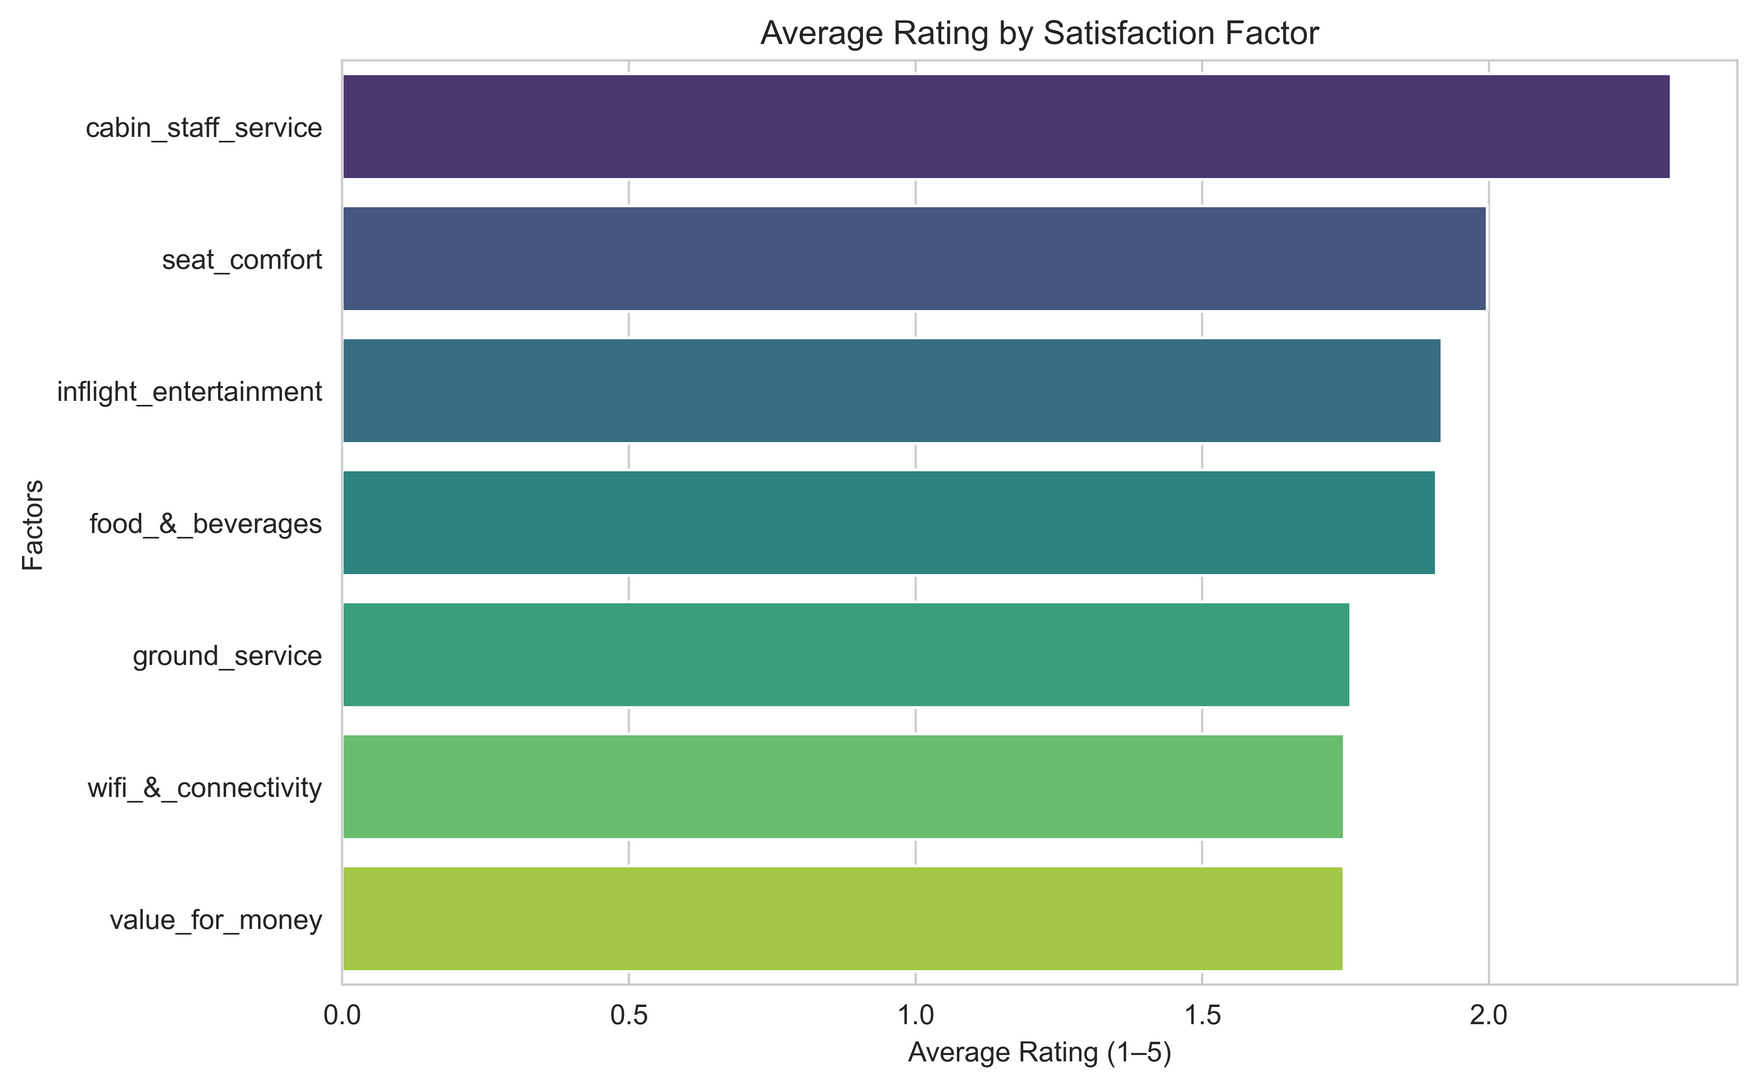 Average Rating by Satisfaction Factor
cabin_staff_service
seat_comfort
inflight_entertainment
food_&_beverages
ground_service
wifi_&_connectivity
value_for_money
Factors
0.0 0.5 1.0 1.5 2.0
Average Rating (1–5)